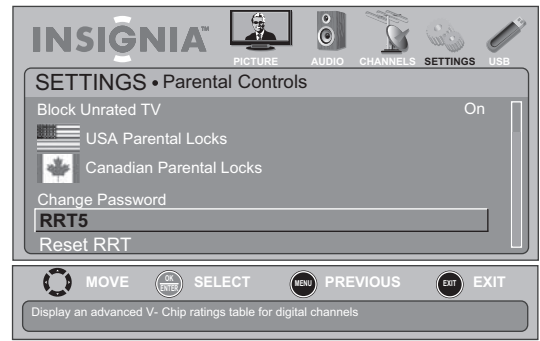 INSIGNIA™
PICTURE AUDIO CHANNELS SETTINGS USB
SETTINGS • Parental Controls
Block Unrated TV On
USA Parental Locks
Canadian Parental Locks
Change Password
RRT5
Reset RRT
MOVE OK ENTER SELECT MENU PREVIOUS EXIT EXIT
Display an advanced V- Chip ratings table for digital channels